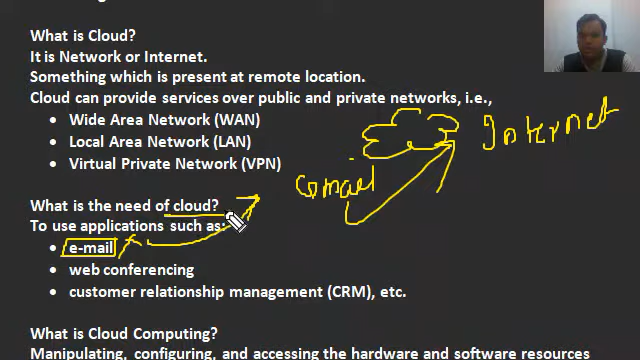 What is Cloud?
It is Network or Internet.
Something which is present at remote location.
Cloud can provide services over public and private networks, i.e.,
• Wide Area Network (WAN)
• Local Area Network (LAN)
• Virtual Private Network (VPN)
Internet
Gmail
What is the need of cloud?
To use applications such as:
• e-mail
• web conferencing
• customer relationship management (CRM), etc.
What is Cloud Computing?
Manipulating, configuring, and accessing the hardware and software resources